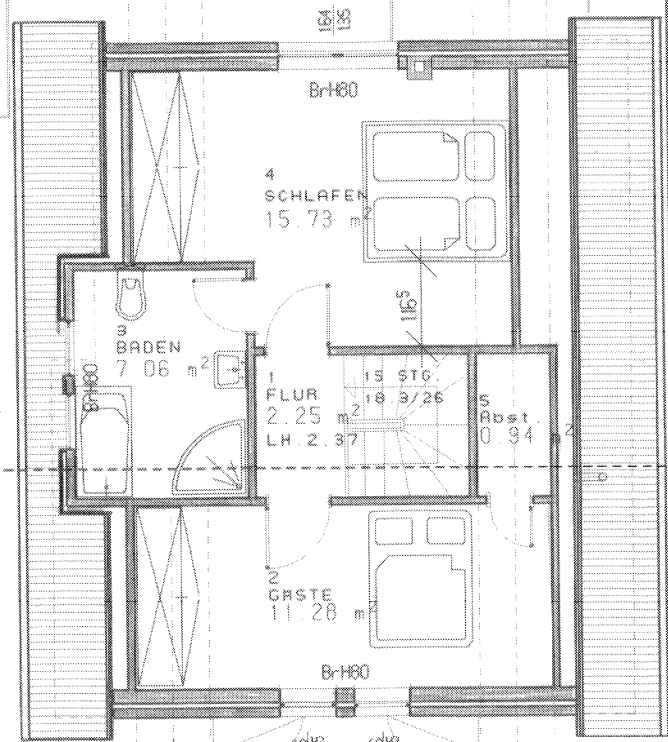 164
135
BrH80
4
SCHLAFEN
15.73 m²
116⁵
3
BADEN
7 06 m²
BrH80
1
FLUR
2.25 m²
LH.2.37
15 STG.
18 3/26
5
Abst.
0.94 m²
2
GÄSTE
11.28 m²
BrH80